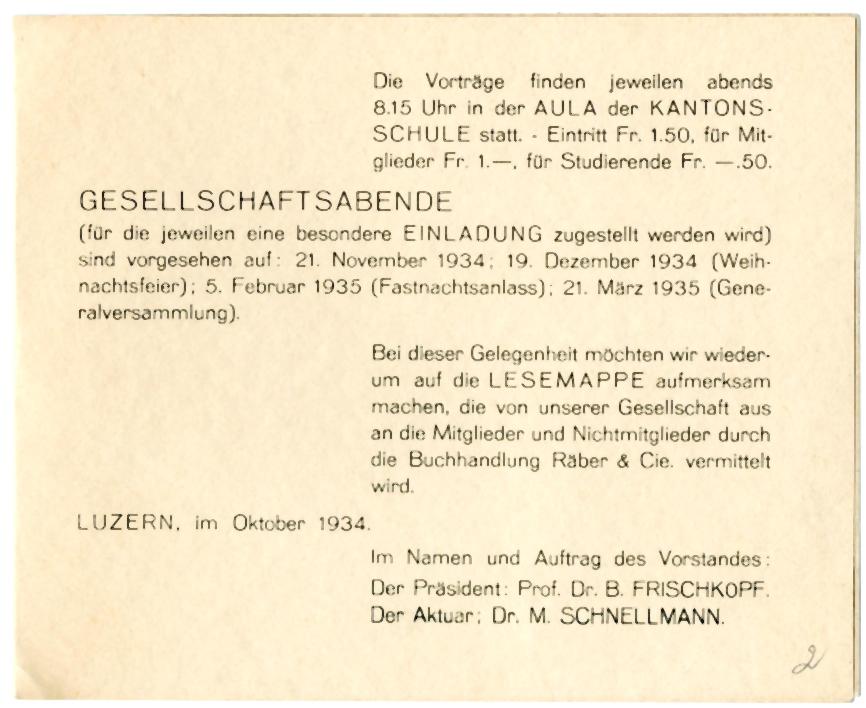 Die Vorträge finden jeweilen abends
8.15 Uhr in der AULA der KANTONS-
SCHULE statt. - Eintritt Fr. 1.50, für Mit-
glieder Fr. 1.—, für Studierende Fr. —.50.
GESELLSCHAFTSABENDE
(für die jeweilen eine besondere EINLADUNG zugestellt werden wird)
sind vorgesehen auf: 21. November 1934; 19. Dezember 1934 (Weih-
nachtsfeier); 5. Februar 1935 (Fastnachtsanlass); 21. März 1935 (Gene-
ralversammlung).
Bei dieser Gelegenheit möchten wir wieder-
um auf die LESEMAPPE aufmerksam
machen, die von unserer Gesellschaft aus
an die Mitglieder und Nichtmitglieder durch
die Buchhandlung Räber & Cie. vermittelt
wird.
LUZERN, im Oktober 1934.
Im Namen und Auftrag des Vorstandes:
Der Präsident: Prof. Dr. B. FRISCHKOPF.
Der Aktuar; Dr. M. SCHNELLMANN.
2